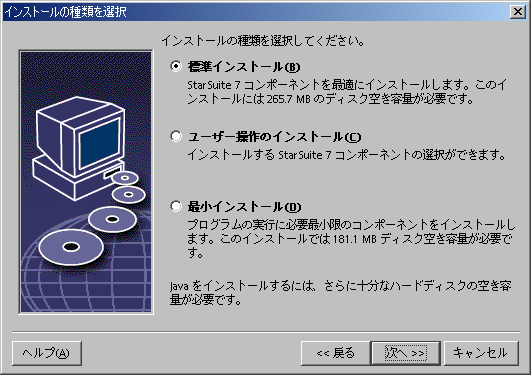 インストールの種類を選択
インストールの種類を選択してください。
標準インストール(B)
StarSuite 7 コンポーネントを最適にインストールします。このイ
ンストールには 265.7 MB のディスク空き容量が必要です。
ユーザー操作のインストール(C)
インストールする StarSuite 7 コンポーネントの選択ができます。
最小インストール(D)
プログラムの実行に必要最小限のコンポーネントをインストールし
ます。このインストールでは 181.1 MB ディスク空き容量が必要で
す。
Java をインストールするには、さらに十分なハードディスクの空き容
量が必要です。
ヘルプ(A)
<< 戻る
次へ >>
キャンセル